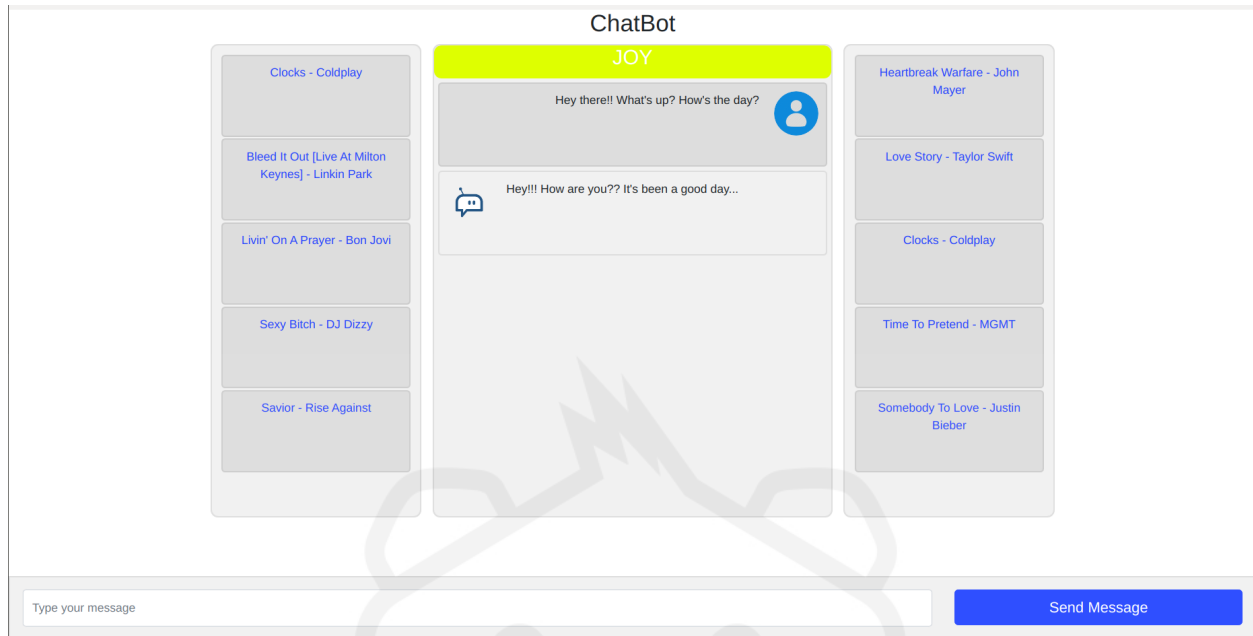 ChatBot
Clocks - Coldplay
Bleed It Out [Live At Milton
Keynes] - Linkin Park
Livin' On A Prayer - Bon Jovi
Sexy Bitch - DJ Dizzy
Savior - Rise Against
JOY
Hey there!! What's up? How's the day?
Hey!!! How are you?? It's been a good day...
Heartbreak Warfare - John
Mayer
Love Story - Taylor Swift
Clocks - Coldplay
Time To Pretend - MGMT
Somebody To Love - Justin
Bieber
Type your message
Send Message